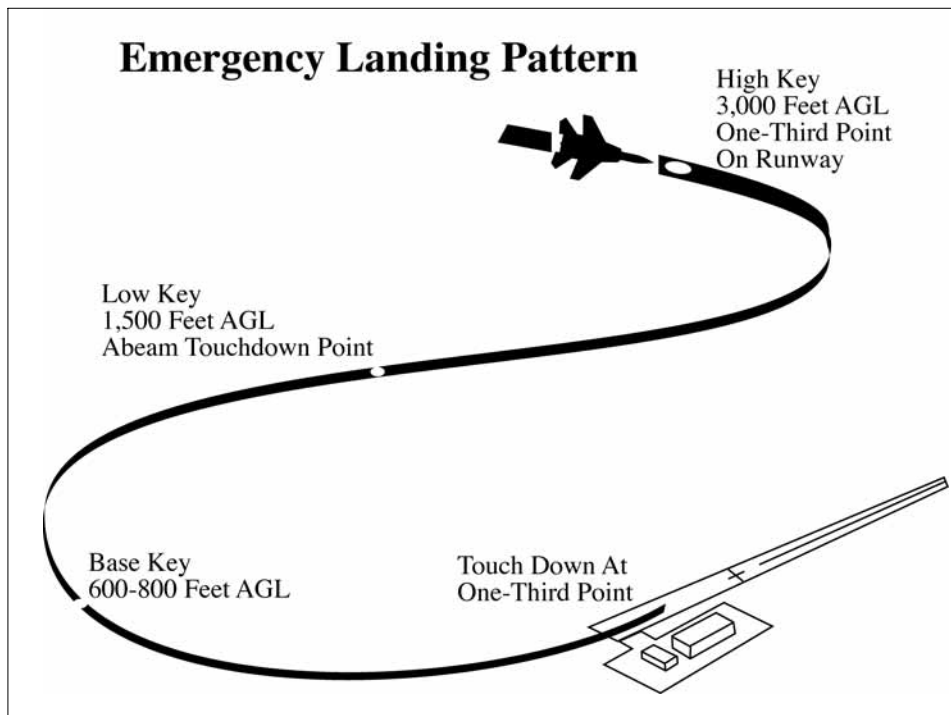 Emergency Landing Pattern
High Key
3,000 Feet AGL
One-Third Point
On Runway
Low Key
1,500 Feet AGL
Abeam Touchdown Point
Base Key
600-800 Feet AGL
Touch Down At
One-Third Point